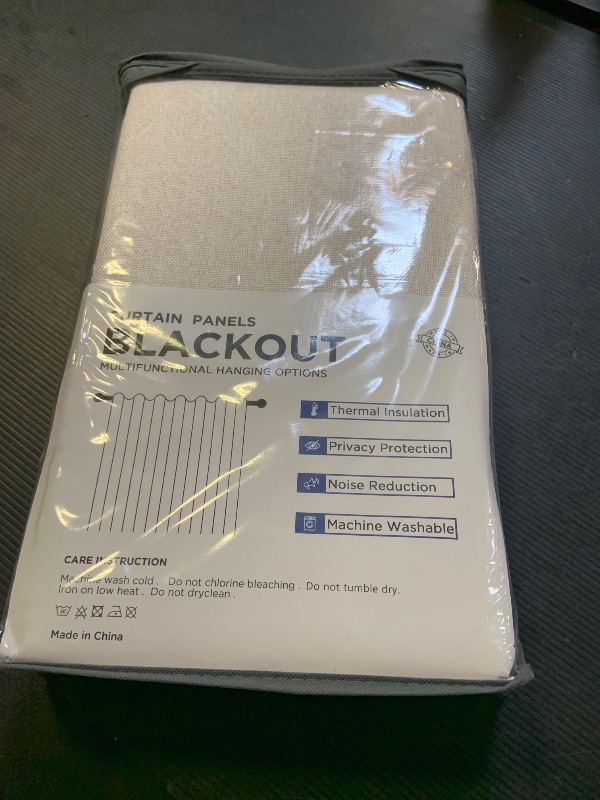 CURTAIN PANELS
BLACKOUT
MULTIFUNCTIONAL HANGING OPTIONS
CHINA
Thermal Insulation
Privacy Protection
Noise Reduction
Machine Washable
CARE INSTRUCTION
Machine wash cold . Do not chlorine bleaching . Do not tumble dry.
Iron on low heat . Do not dryclean .
Made in China